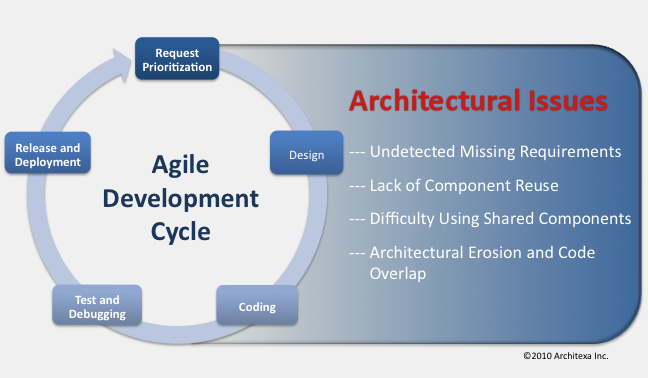 Request
Prioritization
Architectural Issues
Release and
Deployment
Design
Agile
Development
Cycle
--- Undetected Missing Requirements
--- Lack of Component Reuse
--- Difficulty Using Shared Components
--- Architectural Erosion and Code
Overlap
Test and
Debugging
Coding
©2010 Architexa Inc.